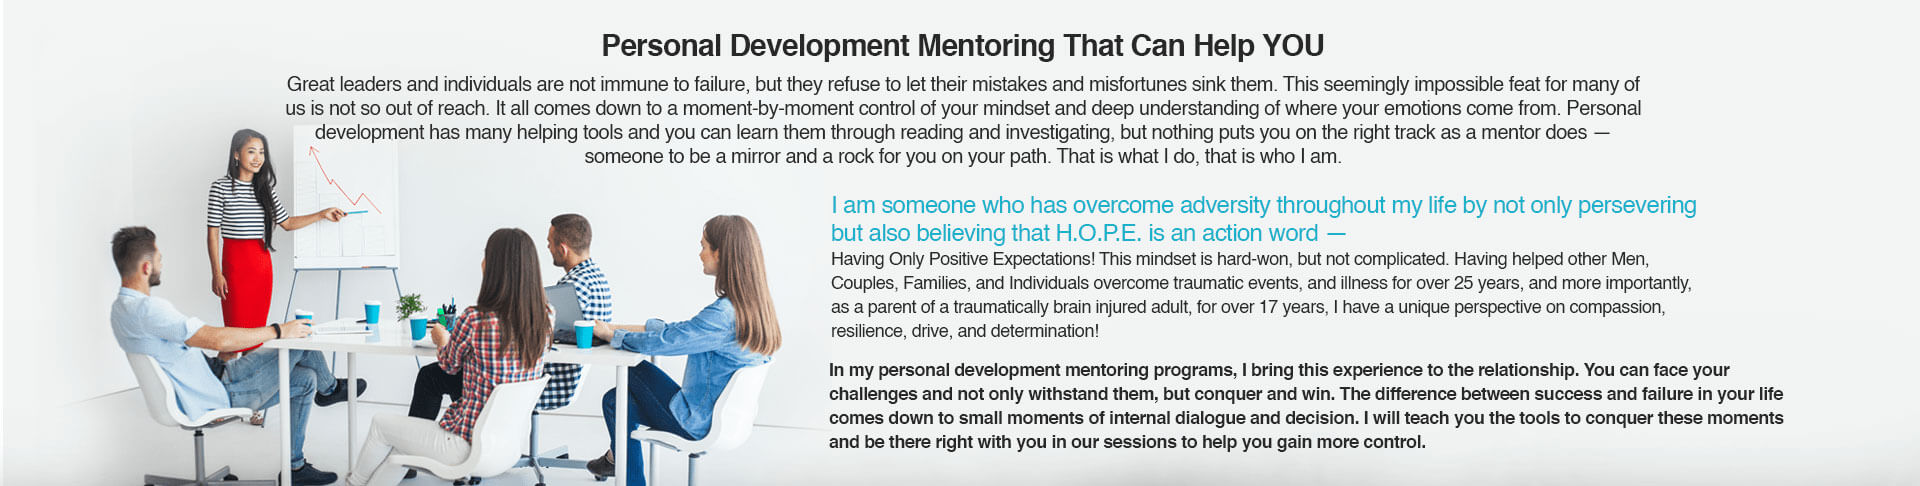 Personal Development Mentoring That Can Help YOU
Great leaders and individuals are not immune to failure, but they refuse to let their mistakes and misfortunes sink them. This seemingly impossible feat for many of
us is not so out of reach. It all comes down to a moment-by-moment control of your mindset and deep understanding of where your emotions come from. Personal
development has many helping tools and you can learn them through reading and investigating, but nothing puts you on the right track as a mentor does —
someone to be a mirror and a rock for you on your path. That is what I do, that is who I am.
I am someone who has overcome adversity throughout my life by not only persevering
but also believing that H.O.P.E. is an action word —
Having Only Positive Expectations! This mindset is hard-won, but not complicated. Having helped other Men,
Couples, Families, and Individuals overcome traumatic events, and illness for over 25 years, and more importantly,
as a parent of a traumatically brain injured adult, for over 17 years, I have a unique perspective on compassion,
resilience, drive, and determination!
In my personal development mentoring programs, I bring this experience to the relationship. You can face your
challenges and not only withstand them, but conquer and win. The difference between success and failure in your life
comes down to small moments of internal dialogue and decision. I will teach you the tools to conquer these moments
and be there right with you in our sessions to help you gain more control.